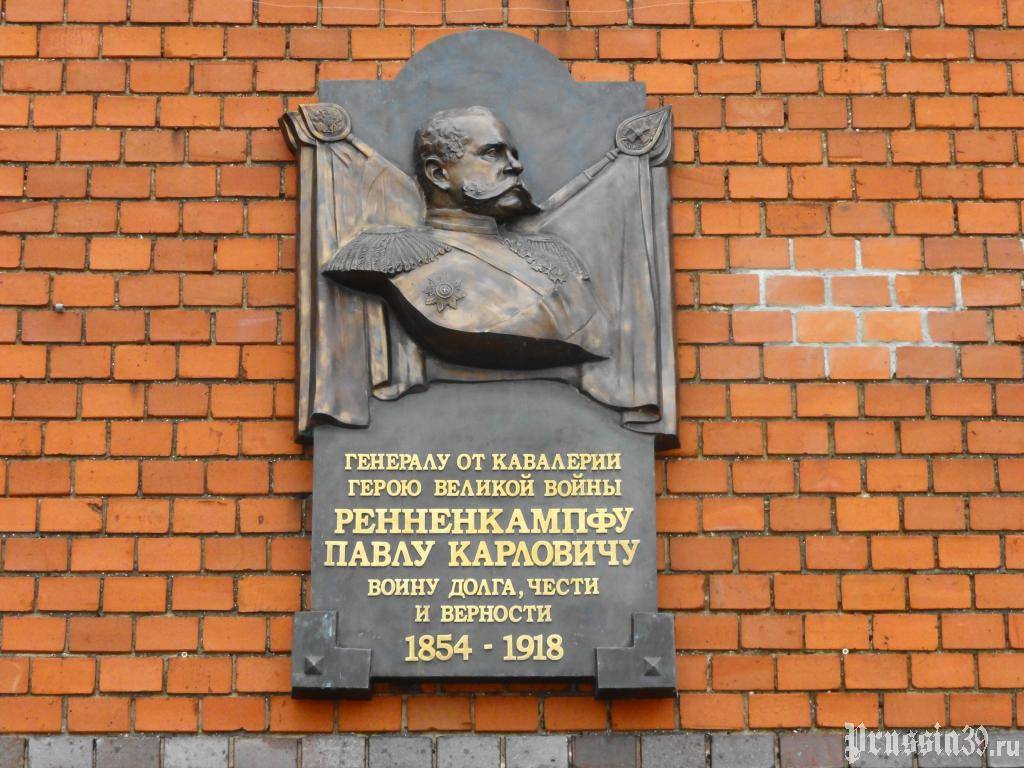 ГЕНЕРАЛУ ОТ КАВАЛЕРИИ
ГЕРОЮ ВЕЛИКОЙ ВОЙНЫ
РЕННЕНКАМПФУ
ПАВЛУ КАРЛОВИЧУ
ВОИНУ ДОЛГА, ЧЕСТИ
И ВЕРНОСТИ
1854 - 1918
Prussia39.ru